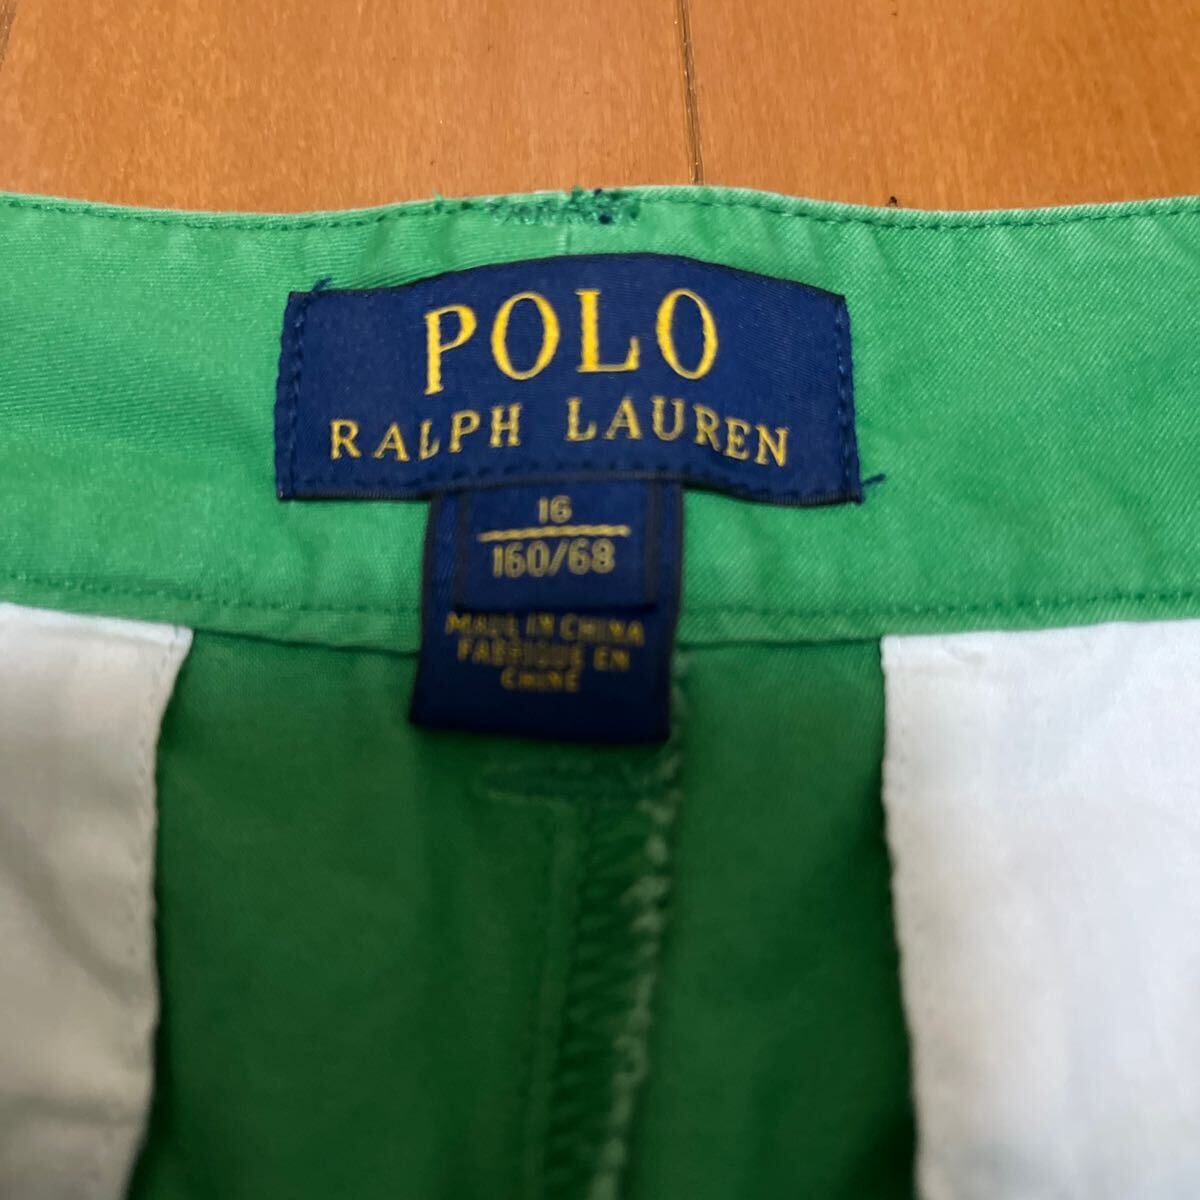 POLO
RALPH LAUREN
16
160/68
MADE IN CHINA
FABRIQUÉ EN
CHINE